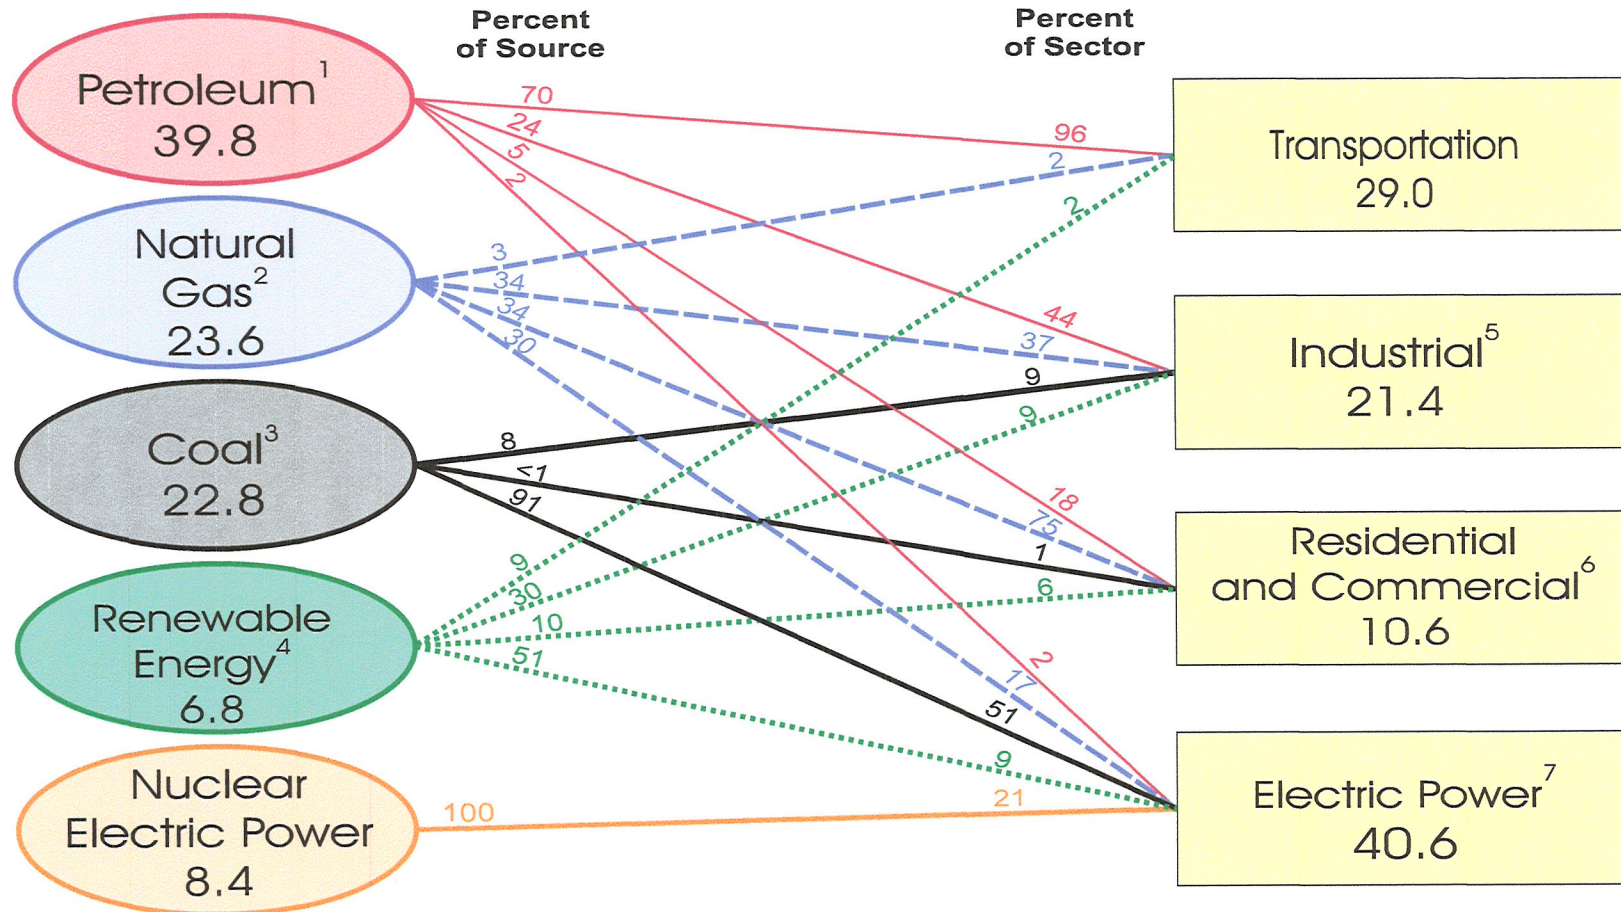 Percent
of Source
Percent
of Sector
Petroleum¹
39.8
Natural
Gas²
23.6
Coal³
22.8
Renewable
Energy⁴
6.8
Nuclear
Electric Power
8.4
70
24
5
2
3
34
34
30
8
<1
91
9
30
10
51
100
96
2
2
44
37
9
9
18
75
1
6
2
17
51
9
21
Transportation
29.0
Industrial⁵
21.4
Residential
and Commercial⁶
10.6
Electric Power⁷
40.6